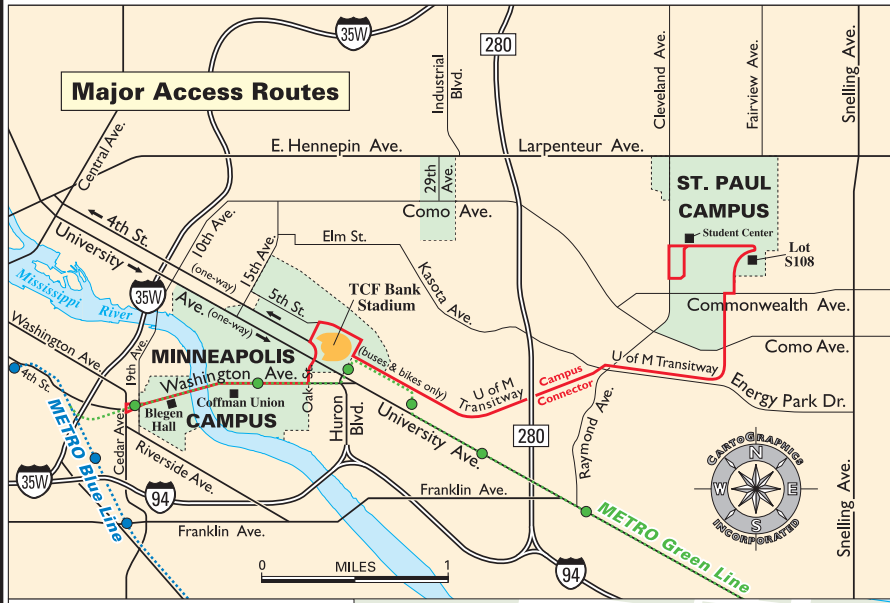 Major Access Routes
35W
280
Industrial
Blvd.
Cleveland Ave.
Fairview Ave.
Snelling Ave.
Central Ave.
E. Hennepin Ave.
Larpenteur Ave.
29th
Ave.
Como Ave.
ST. PAUL
CAMPUS
Student Center
Lot
S108
4th St.
University
Ave.
(one-way)
(one-way)
10th Ave.
15th Ave.
Elm St.
Kasota
Ave.
5th St.
TCF Bank
Stadium
Mississippi
River
35W
Commonwealth Ave.
Como Ave.
Washington Ave.
4th St.
19th Ave.
MINNEAPOLIS
Washington Ave.
(buses & bikes only)
U of M
Transitway
Campus
Connector
U of M Transitway
Energy Park Dr.
Blegen
Hall
Coffman Union
CAMPUS
Oak St.
Huron
Blvd.
University Ave.
280
Raymond Ave.
Cedar Ave.
Riverside Ave.
METRO Blue Line
35W
94
Franklin Ave.
Franklin Ave.
METRO Green Line
CARTOGRAPHICS
N
W
E
S
INCORPORATED
Snelling Ave.
0
MILES
1
94